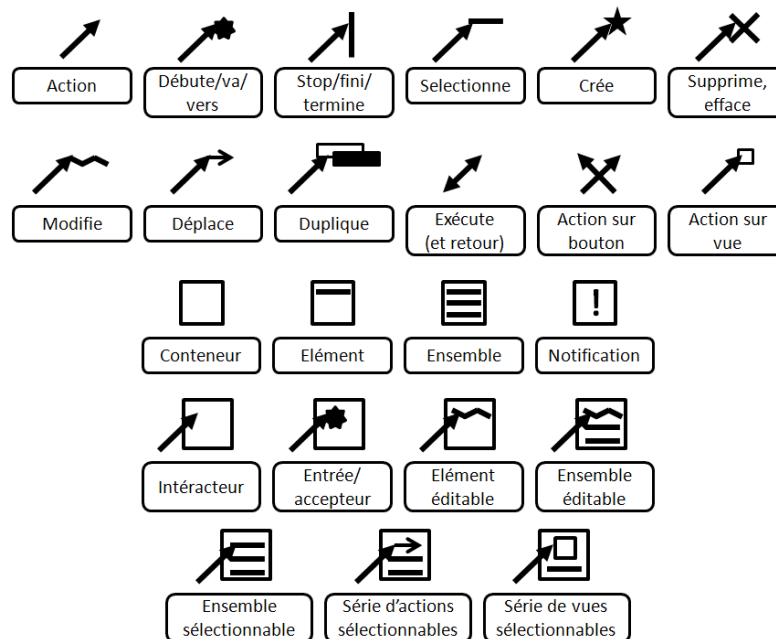 Action
Débute/va/
vers
Stop/fini/
termine
Selectionne
Crée
Supprime,
efface
Modifie
Déplace
Duplique
Exécute
(et retour)
Action sur
bouton
Action sur
vue
!
Conteneur
Elément
Ensemble
Notification
Intéracteur
Entrée/
accepteur
Elément
éditable
Ensemble
éditable
Ensemble
sélectionnable
Série d’actions
sélectionnables
Série de vues
sélectionnables